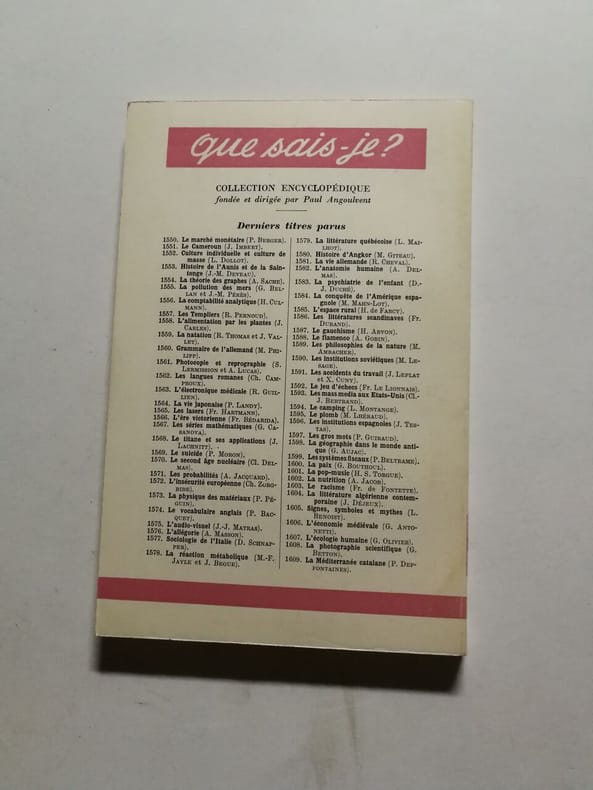 que sais-je?
COLLECTION ENCYCLOPÉDIQUE
fondée et dirigée par Paul Angoulvent
Derniers titres parus
1550. Le marché monétaire (P. BERGER).
1551. Le Cameroun (J. IMBERT).
1552. Culture individuelle et culture de
masse (L. DOLLOT).
1553. Histoire de l'Aunis et de la Sain-
tonge (J.-M. DEVEAU).
1554. La théorie des graphes (A. SACHE).
1555. La pollution des mers (G. BEL-
LAN et J.-M. PÉRÈS).
1556. La comptabilité analytique (H. CUL-
MANN).
1557. Les Templiers (R. PERNOUD).
1558. L'alimentation par les plantes (J.
CARLES).
1559. La natation (R. THOMAS et J. VAL-
LET).
1560. Grammaire de l'allemand (M. PHI-
LIPP).
1561. Photocopie et reprographie (S.
LERMISSION et A. LUCAS).
1562. Les langues romanes (Ch. CAM-
PROUX).
1563. L'électronique médicale (R. GUIL-
LIEN).
1564. La vie japonaise (P. LANDY).
1565. Les lasers (Fr. HARTMANN).
1566. L'ère victorienne (F. BÉDARIDA).
1567. Les séries mathématiques (G. CA-
SANOVA).
1568. Le titane et ses applications (J.
LACHNITT).
1569. Le suicide (P. MORON).
1570. Le second âge nucléaire (Cl. DEL-
MAS).
1571. Les probabilités (A. JACQUARD).
1572. L'insécurité européenne (Ch. ZORG-
BIBE).
1573. La physique des matériaux (P. PÉ-
GUIN).
1574. Le vocabulaire anglais (P. BAC-
QUET).
1575. L'audio-visuel (J.-J. MATRAS).
1576. L'allégorie (A. MASSON).
1577. Sociologie de l'Italie (D. SCHNAP-
PER).
1578. La réaction métabolique (M.-F.
JAYLE et J. BEGUE).
1579. La littérature québécoise (L. MAI-
LHOT).
1580. Histoire d'Angkor (M. GITEAU).
1581. La vie allemande (R. CHEVAL).
1582. L'anatomie humaine (A. DEL-
MAS).
1583. La psychiatrie de l'enfant (D.-
J. DUCHÉ).
1584. La conquête de l'Amérique espa-
gnole (M. MAHN-LOT).
1585. L'espace rural (H. de FARCY).
1586. Les littératures scandinaves (Fr.
DURAND).
1587. Le gauchisme (H. ARVON).
1588. Le flamenco (A. GOBIN).
1589. Les philosophies de la nature (M.
AMBACHER).
1590. Les institutions soviétiques (M. LE-
SAGE).
1591. Les accidents du travail (J. LEPLAT
et X. CUNY).
1592. Le jeu d'échecs (F. LE LIONNAIS).
1593. Les mass media aux Etats-Unis (Cl.-
J. BERTRAND).
1594. Le camping (L. MONTANGE).
1595. Le plomb (M. LHÉRAUD).
1596. Les institutions espagnoles (J. TES-
TAS).
1597. Les gros mots (P. GUIRAUD).
1598. La géographie dans le monde anti-
que (G. AUJAC).
1599. Les systèmes fiscaux (P. BELTRAME).
1600. La paix (G. BOUTHOUL).
1601. La pop-music (H. S. TORGUE).
1602. La nutrition (A. JACOB).
1603. Le racisme (Fr. de FONTETTE).
1604. La littérature algérienne contem-
poraine (J. DÉJEUX).
1605. Signes, symboles et mythes (L.
BENOIST).
1606. L'économie médiévale (G. ANTO-
NETTI).
1607. L'écologie humaine (G. OLIVIER).
1608. La photographie scientifique (G.
BETTON).
1609. La Méditerranée catalane (P. DEF-
FONTAINES).